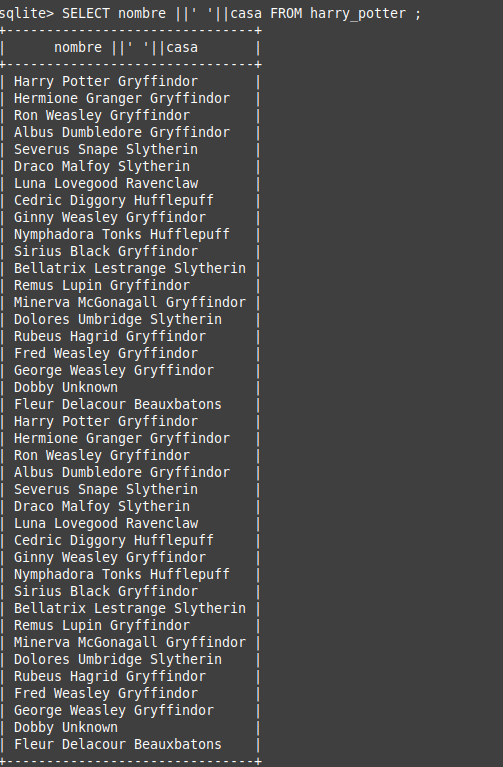 sqlite> SELECT nombre ||' '||casa FROM harry_potter ;
+-------------------------------+
|      nombre ||' '||casa       |
+-------------------------------+
| Harry Potter Gryffindor       |
| Hermione Granger Gryffindor   |
| Ron Weasley Gryffindor        |
| Albus Dumbledore Gryffindor   |
| Severus Snape Slytherin       |
| Draco Malfoy Slytherin        |
| Luna Lovegood Ravenclaw       |
| Cedric Diggory Hufflepuff     |
| Ginny Weasley Gryffindor      |
| Nymphadora Tonks Hufflepuff   |
| Sirius Black Gryffindor       |
| Bellatrix Lestrange Slytherin |
| Remus Lupin Gryffindor        |
| Minerva McGonagall Gryffindor |
| Dolores Umbridge Slytherin    |
| Rubeus Hagrid Gryffindor      |
| Fred Weasley Gryffindor       |
| George Weasley Gryffindor     |
| Dobby Unknown                 |
| Fleur Delacour Beauxbatons    |
| Harry Potter Gryffindor       |
| Hermione Granger Gryffindor   |
| Ron Weasley Gryffindor        |
| Albus Dumbledore Gryffindor   |
| Severus Snape Slytherin       |
| Draco Malfoy Slytherin        |
| Luna Lovegood Ravenclaw       |
| Cedric Diggory Hufflepuff     |
| Ginny Weasley Gryffindor      |
| Nymphadora Tonks Hufflepuff   |
| Sirius Black Gryffindor       |
| Bellatrix Lestrange Slytherin |
| Remus Lupin Gryffindor        |
| Minerva McGonagall Gryffindor |
| Dolores Umbridge Slytherin    |
| Rubeus Hagrid Gryffindor      |
| Fred Weasley Gryffindor       |
| George Weasley Gryffindor     |
| Dobby Unknown                 |
| Fleur Delacour Beauxbatons    |
+-------------------------------+